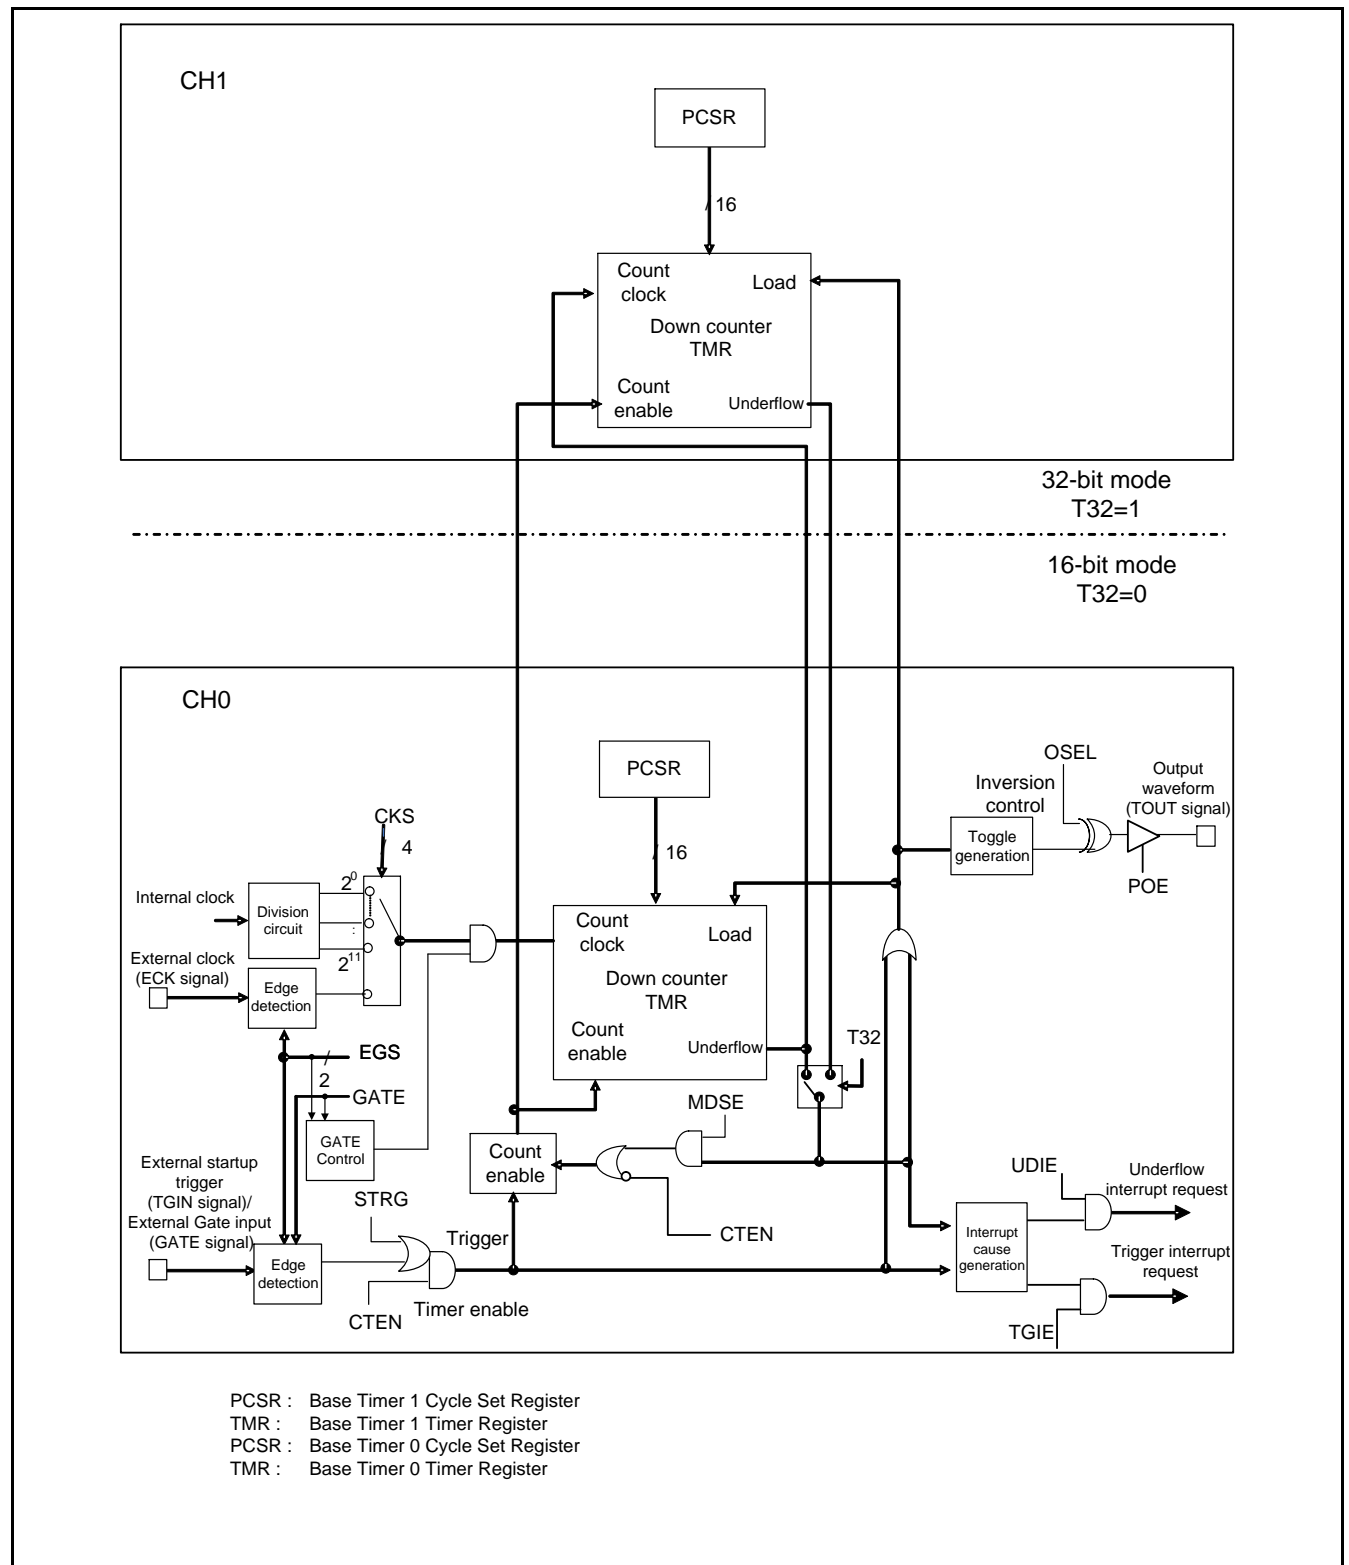 CH1
PCSR
16
Count
clock
Load
Down counter
TMR
Count
enable
Underflow
32-bit mode
T32=1
16-bit mode
T32=0
CH0
PCSR
16
CKS
4
Internal clock
Division
circuit
2^0
:
2^11
External clock
(ECK signal)
Edge
detection
EGS
2
GATE
GATE
Control
Count
clock
Load
Down counter
TMR
Count
enable
Underflow
T32
OSEL
Inversion
control
Toggle
generation
Output
waveform
(TOUT signal)
POE
MDSE
Count
enable
CTEN
External startup
trigger
(TGIN signal)/
External Gate input
(GATE signal)
Edge
detection
STRG
Trigger
CTEN
Timer enable
UDIE
Underflow
interrupt request
Interrupt
cause
generation
Trigger interrupt
request
TGIE
PCSR : Base Timer 1 Cycle Set Register
TMR : Base Timer 1 Timer Register
PCSR : Base Timer 0 Cycle Set Register
TMR : Base Timer 0 Timer Register